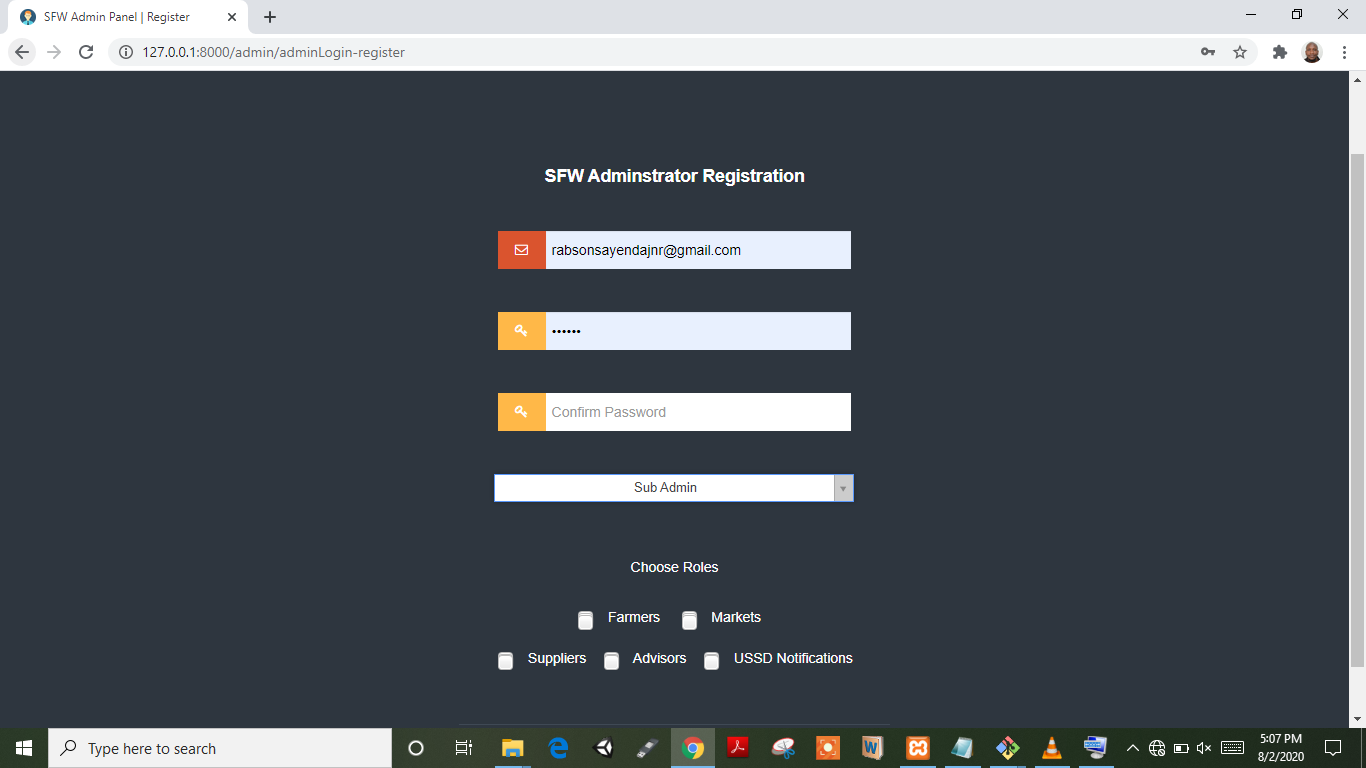 SFW Admin Panel | Register
127.0.0.1:8000/admin/adminLogin-register
SFW Adminstrator Registration
rabsonsayendajnr@gmail.com
••••••
Confirm Password
Sub Admin
Choose Roles
Farmers Markets
Suppliers Advisors USSD Notifications
Type here to search
5:07 PM
8/2/2020